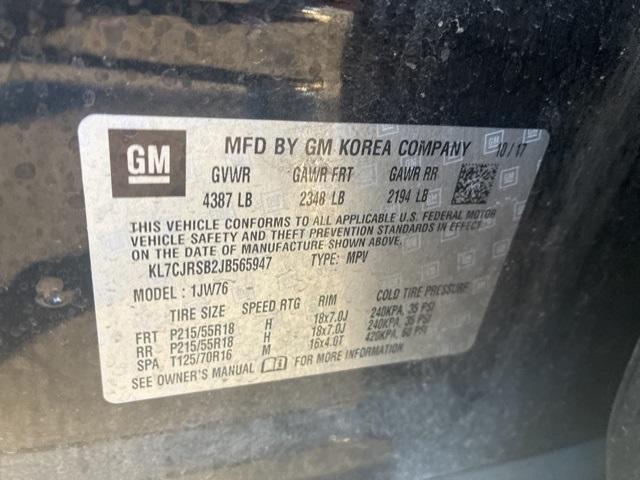 GM
MFD BY GM KOREA COMPANY 10/17
GVWR GAWR FRT GAWR RR
4387 LB 2348 LB 2194 LB
THIS VEHICLE CONFORMS TO ALL APPLICABLE U.S. FEDERAL MOTOR
VEHICLE SAFETY AND THEFT PREVENTION STANDARDS IN EFFECT
ON THE DATE OF MANUFACTURE SHOWN ABOVE.
KL7CJRSB2JB565947 TYPE: MPV
MODEL : 1JW76
TIRE SIZE SPEED RTG RIM COLD TIRE PRESSURE
FRT P215/55R18 H 18x7.0J 240KPA, 35 PSI
RR P215/55R18 H 18x7.0J 240KPA, 35 PSI
SPA T125/70R16 M 16x4.0T 420KPA, 60 PSI
SEE OWNER'S MANUAL FOR MORE INFORMATION